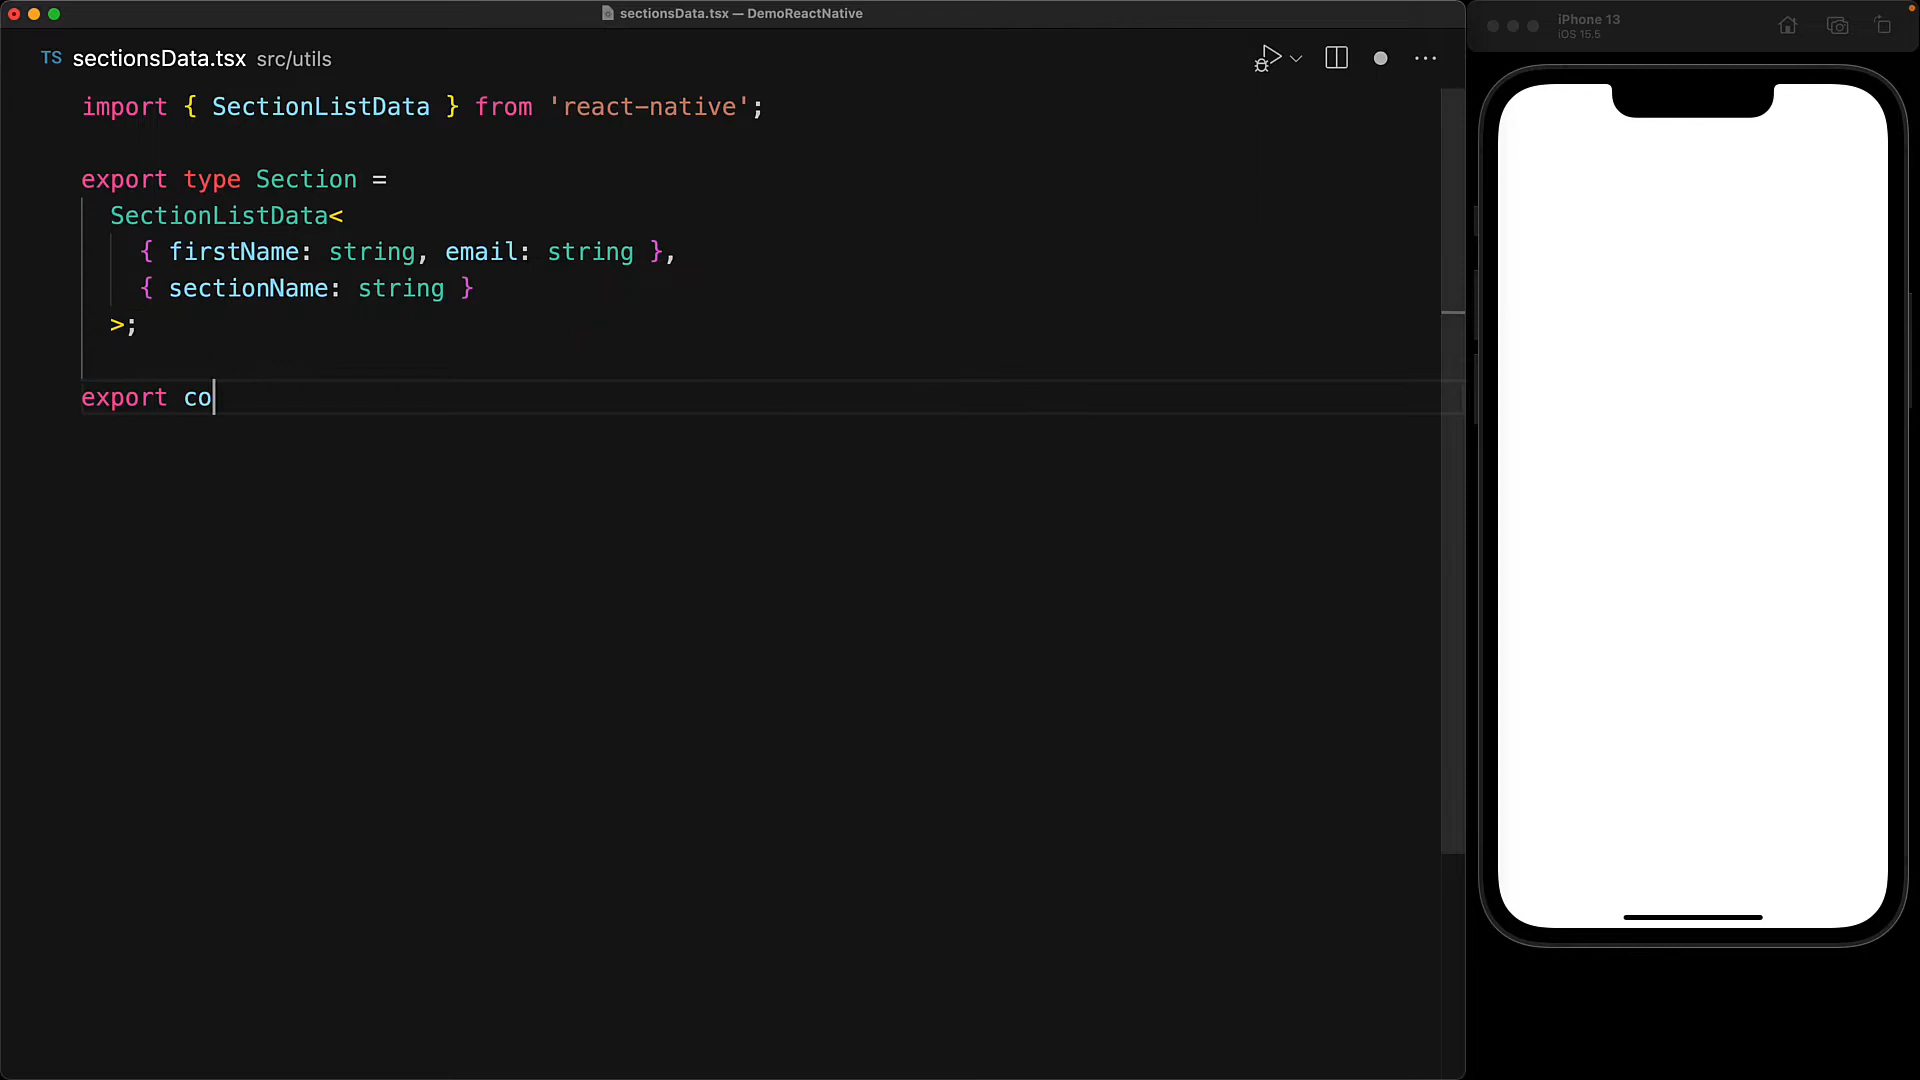 sectionsData.tsx — DemoReactNative
TS sectionsData.tsx src/utils
import { SectionListData } from 'react-native';
export type Section =
SectionListData<
{ firstName: string, email: string },
{ sectionName: string }
>;
export co
iPhone 13
iOS 15.5